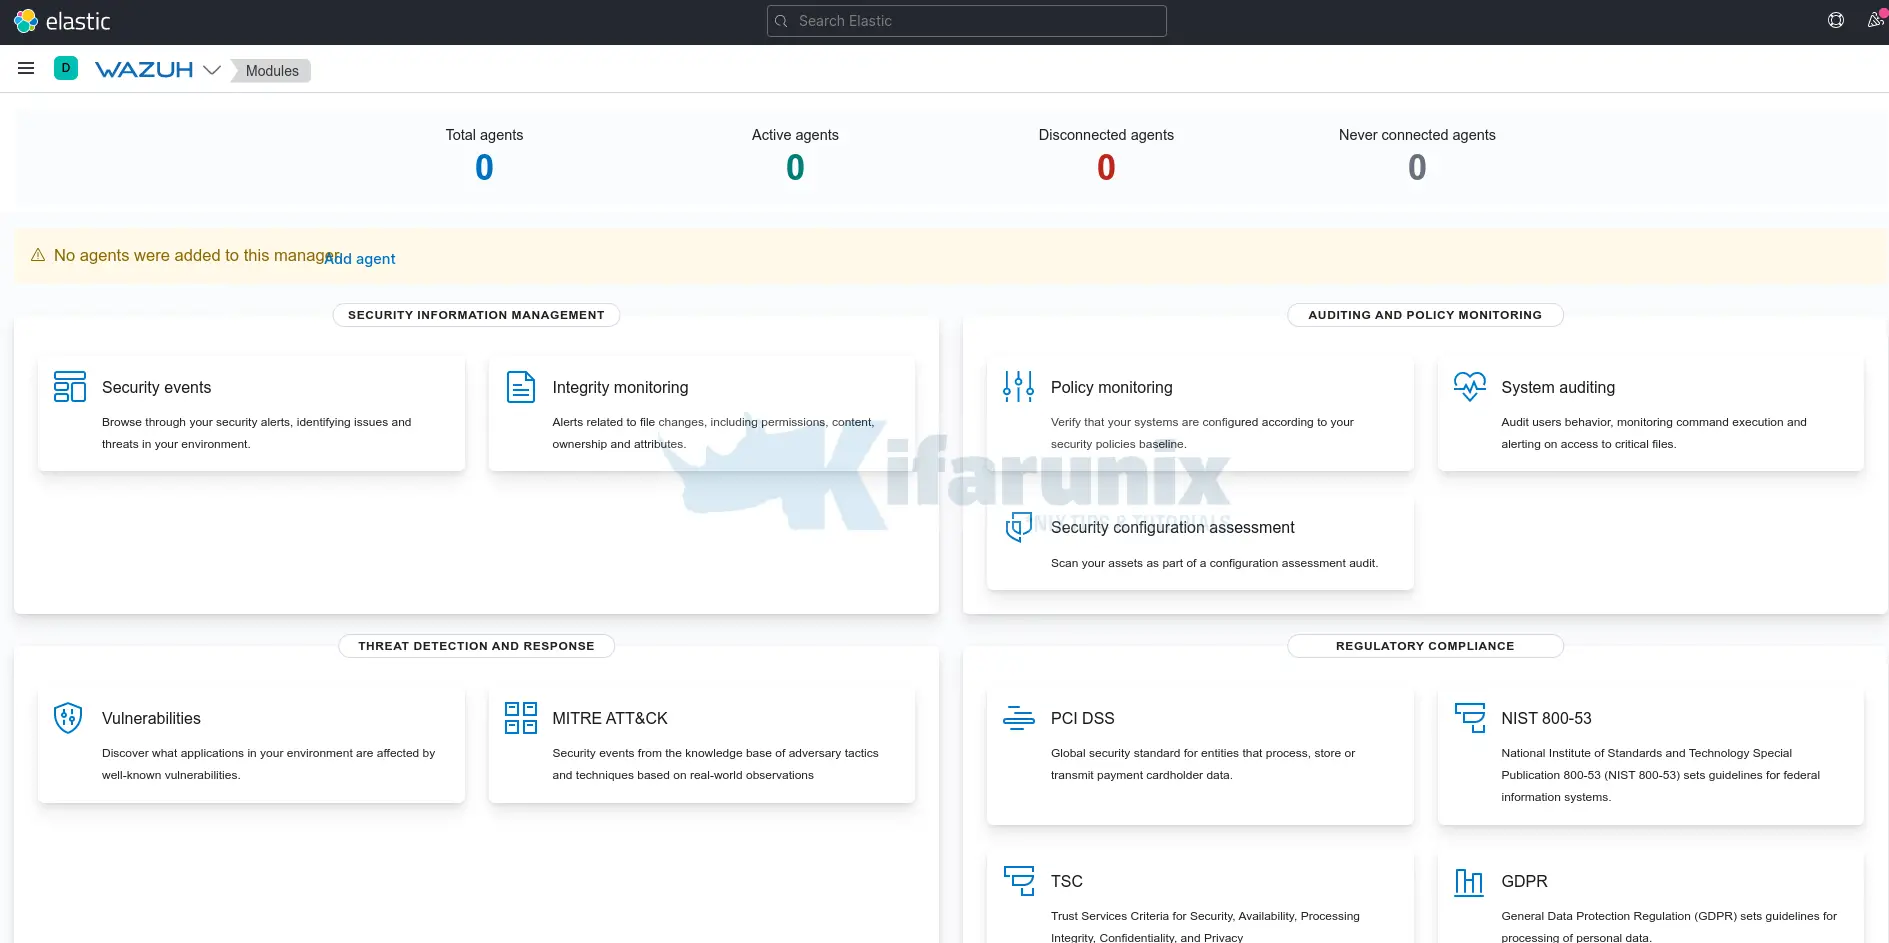 elastic
Search Elastic
D
WAZUH
Modules
Total agents
0
Active agents
0
Disconnected agents
0
Never connected agents
0
No agents were added to this manager.
Add agent
SECURITY INFORMATION MANAGEMENT
Security events
Browse through your security alerts, identifying issues and
threats in your environment.
Integrity monitoring
Alerts related to file changes, including permissions, content,
ownership and attributes.
AUDITING AND POLICY MONITORING
Policy monitoring
Verify that your systems are configured according to your
security policies baseline.
System auditing
Audit users behavior, monitoring command execution and
alerting on access to critical files.
Security configuration assessment
Scan your assets as part of a configuration assessment audit.
Kifarunix
*NIX TIPS & TUTORIALS
THREAT DETECTION AND RESPONSE
Vulnerabilities
Discover what applications in your environment are affected by
well-known vulnerabilities.
MITRE ATT&CK
Security events from the knowledge base of adversary tactics
and techniques based on real-world observations
REGULATORY COMPLIANCE
PCI DSS
Global security standard for entities that process, store or
transmit payment cardholder data.
NIST 800-53
National Institute of Standards and Technology Special
Publication 800-53 (NIST 800-53) sets guidelines for federal
information systems.
TSC
Trust Services Criteria for Security, Availability, Processing
Integrity, Confidentiality, and Privacy
GDPR
General Data Protection Regulation (GDPR) sets guidelines for
processing of personal data.